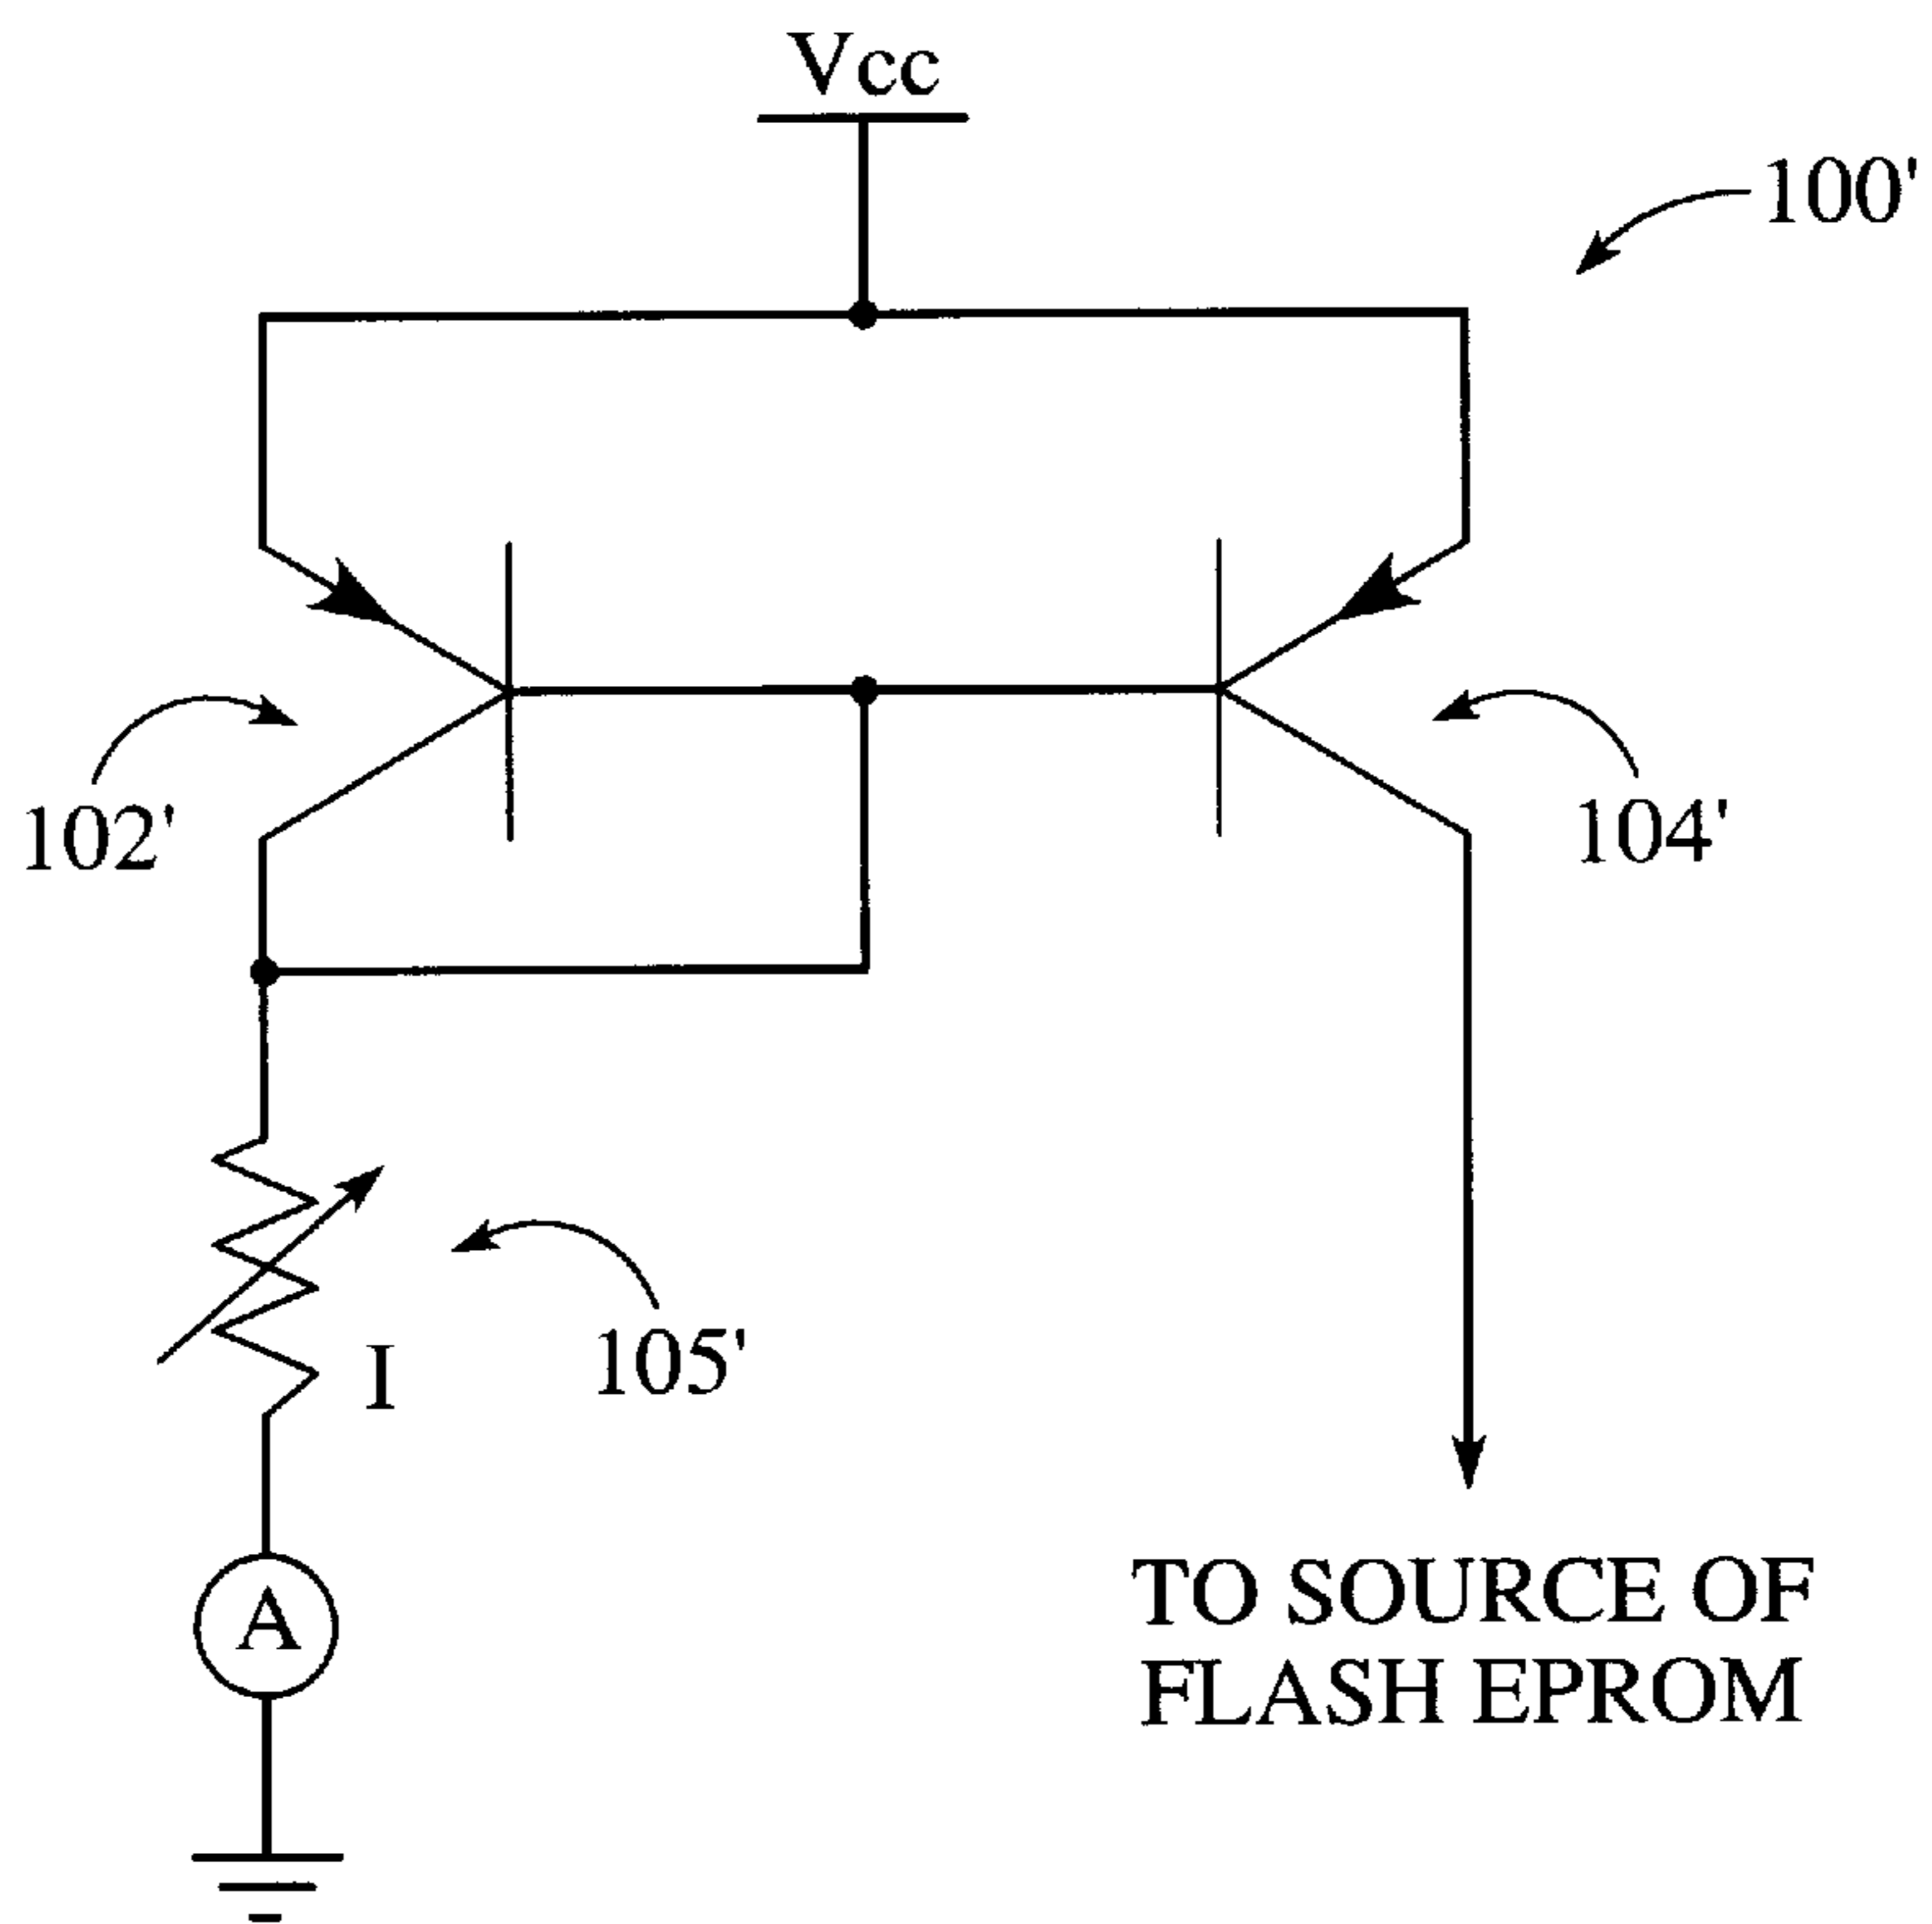 Vcc
100'
102'
104'
105'
I
A
TO SOURCE OF
FLASH EPROM